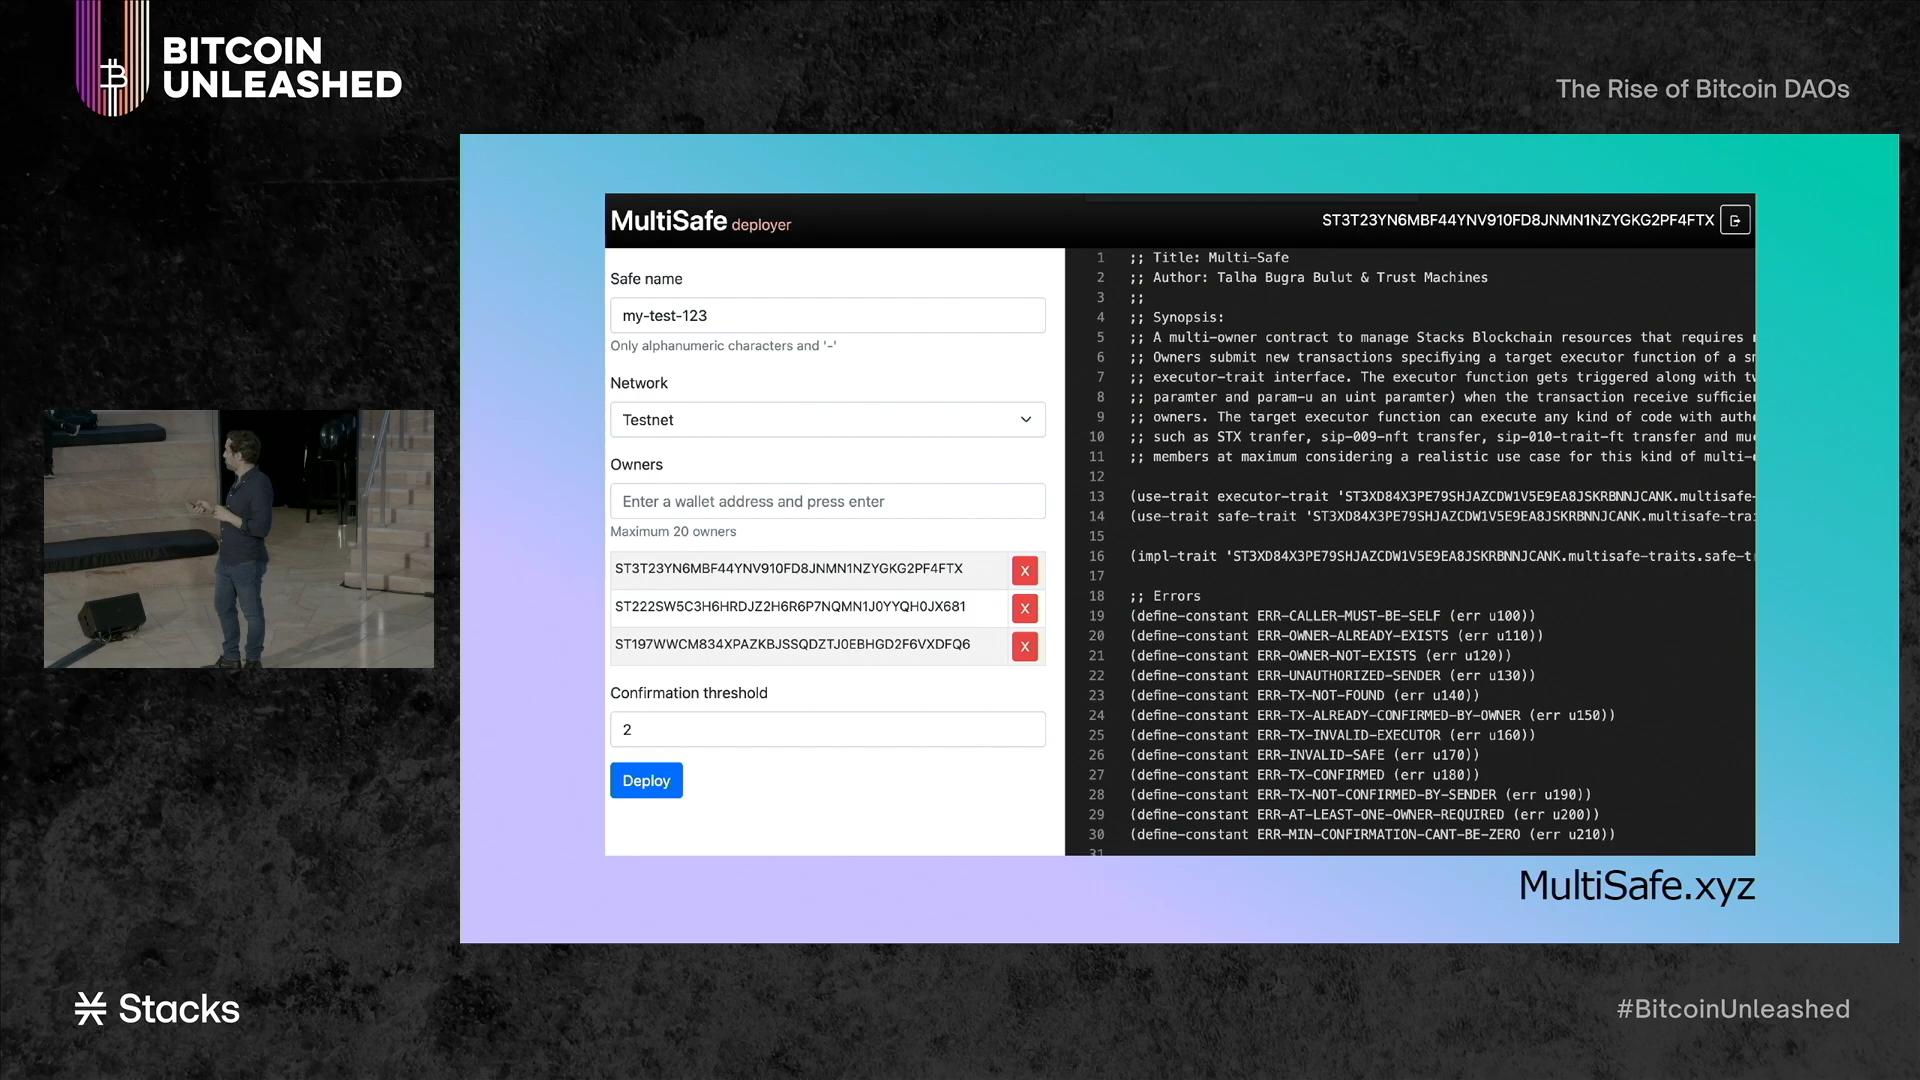 BITCOIN
UNLEASHED
The Rise of Bitcoin DAOs
MultiSafe deployer
ST3T23YN6MBF44YNV910FD8JNMN1NZYGKG2PF4FTX
Safe name
my-test-123
Only alphanumeric characters and '-'
Network
Testnet
Owners
Enter a wallet address and press enter
Maximum 20 owners
ST3T23YN6MBF44YNV910FD8JNMN1NZYGKG2PF4FTX X
ST222SW5C3H6HRDJZ2H6R6P7NQMN1J0YYQH0JX681 X
ST197WWCM834XPAZKBJSSQDZTJ0EBHGD2F6VXDFQ6 X
Confirmation threshold
2
Deploy
1 ;; Title: Multi-Safe
2 ;; Author: Talha Bugra Bulut & Trust Machines
3 ;;
4 ;; Synopsis:
5 ;; A multi-owner contract to manage Stacks Blockchain resources that requires
6 ;; Owners submit new transactions specifiying a target executor function of a
7 ;; executor-trait interface. The executor function gets triggered along with
8 ;; paramter and param-u an uint paramter) when the transaction receive
9 ;; owners. The target executor function can execute any kind of code with
10 ;; such as STX tranfer, sip-009-nft transfer, sip-010-trait-ft transfer and
11 ;; members at maximum considering a realistic use case for this kind of
12
13 (use-trait executor-trait 'ST3XD84X3PE79SHJAZCDW1V5E9EA8JSKRBNNJCANK.multisafe-
14 (use-trait safe-trait 'ST3XD84X3PE79SHJAZCDW1V5E9EA8JSKRBNNJCANK.multisafe-trai
15
16 (impl-trait 'ST3XD84X3PE79SHJAZCDW1V5E9EA8JSKRBNNJCANK.multisafe-traits.safe-t
17
18 ;; Errors
19 (define-constant ERR-CALLER-MUST-BE-SELF (err u100))
20 (define-constant ERR-OWNER-ALREADY-EXISTS (err u110))
21 (define-constant ERR-OWNER-NOT-EXISTS (err u120))
22 (define-constant ERR-UNAUTHORIZED-SENDER (err u130))
23 (define-constant ERR-TX-NOT-FOUND (err u140))
24 (define-constant ERR-TX-ALREADY-CONFIRMED-BY-OWNER (err u150))
25 (define-constant ERR-TX-INVALID-EXECUTOR (err u160))
26 (define-constant ERR-INVALID-SAFE (err u170))
27 (define-constant ERR-TX-CONFIRMED (err u180))
28 (define-constant ERR-TX-NOT-CONFIRMED-BY-SENDER (err u190))
29 (define-constant ERR-AT-LEAST-ONE-OWNER-REQUIRED (err u200))
30 (define-constant ERR-MIN-CONFIRMATION-CANT-BE-ZERO (err u210))
31
MultiSafe.xyz
Stacks
#BitcoinUnleashed